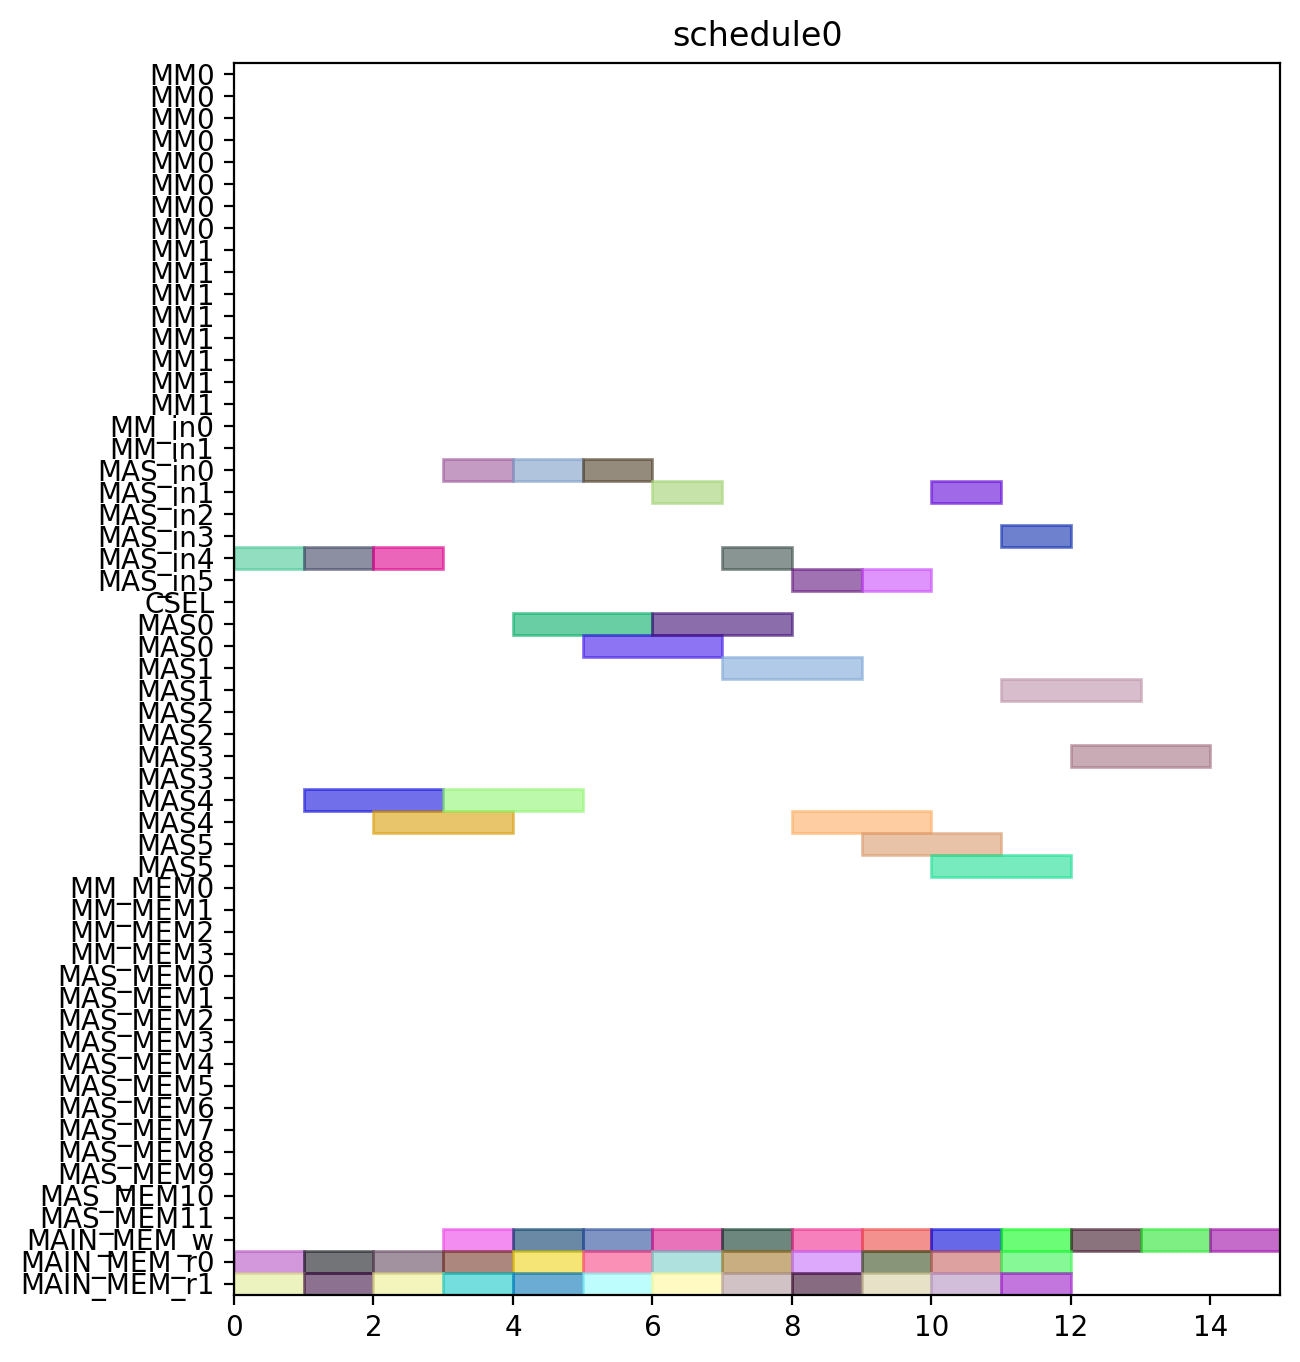 schedule0
MM0
MM0
MM0
MM0
MM0
MM0
MM0
MM0
MM1
MM1
MM1
MM1
MM1
MM1
MM1
MM1
MM_in0
MM_in1
MAS_in0
MAS_in1
MAS_in2
MAS_in3
MAS_in4
MAS_in5
CSEL
MAS0
MAS0
MAS1
MAS1
MAS2
MAS2
MAS3
MAS3
MAS4
MAS4
MAS5
MAS5
MM_MEM0
MM_MEM1
MM_MEM2
MM_MEM3
MAS_MEM0
MAS_MEM1
MAS_MEM2
MAS_MEM3
MAS_MEM4
MAS_MEM5
MAS_MEM6
MAS_MEM7
MAS_MEM8
MAS_MEM9
MAS_MEM10
MAS_MEM11
MAIN_MEM_w
MAIN_MEM_r0
MAIN_MEM_r1
0 2 4 6 8 10 12 14